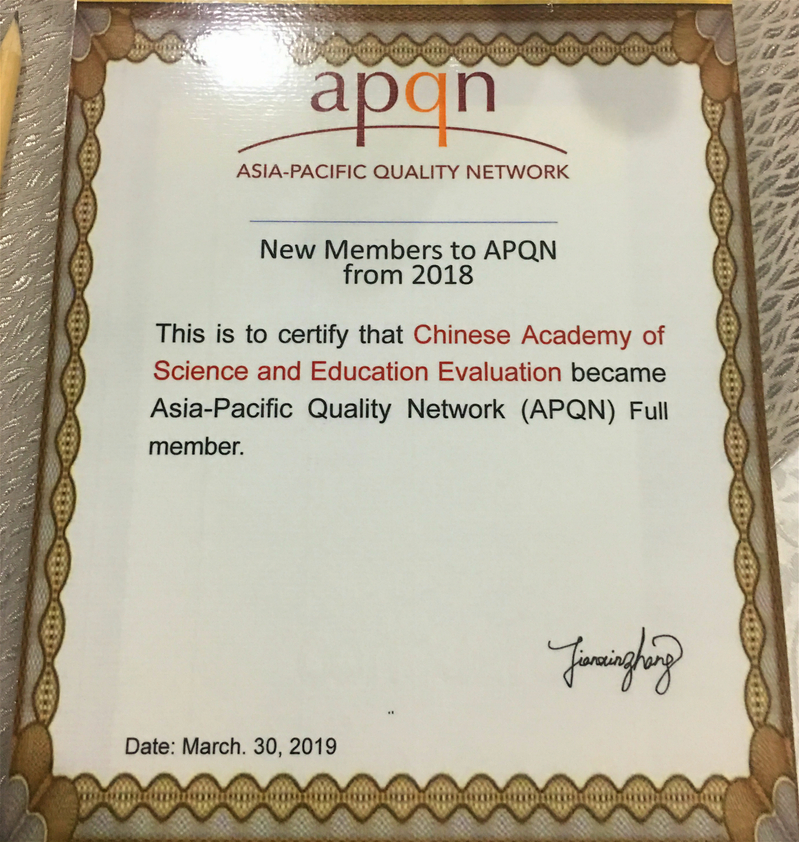 apqn
ASIA-PACIFIC QUALITY NETWORK
New Members to APQN
from 2018
This is to certify that Chinese Academy of
Science and Education Evaluation became
Asia-Pacific Quality Network (APQN) Full
member.
Jianxinzhang
Date: March. 30, 2019